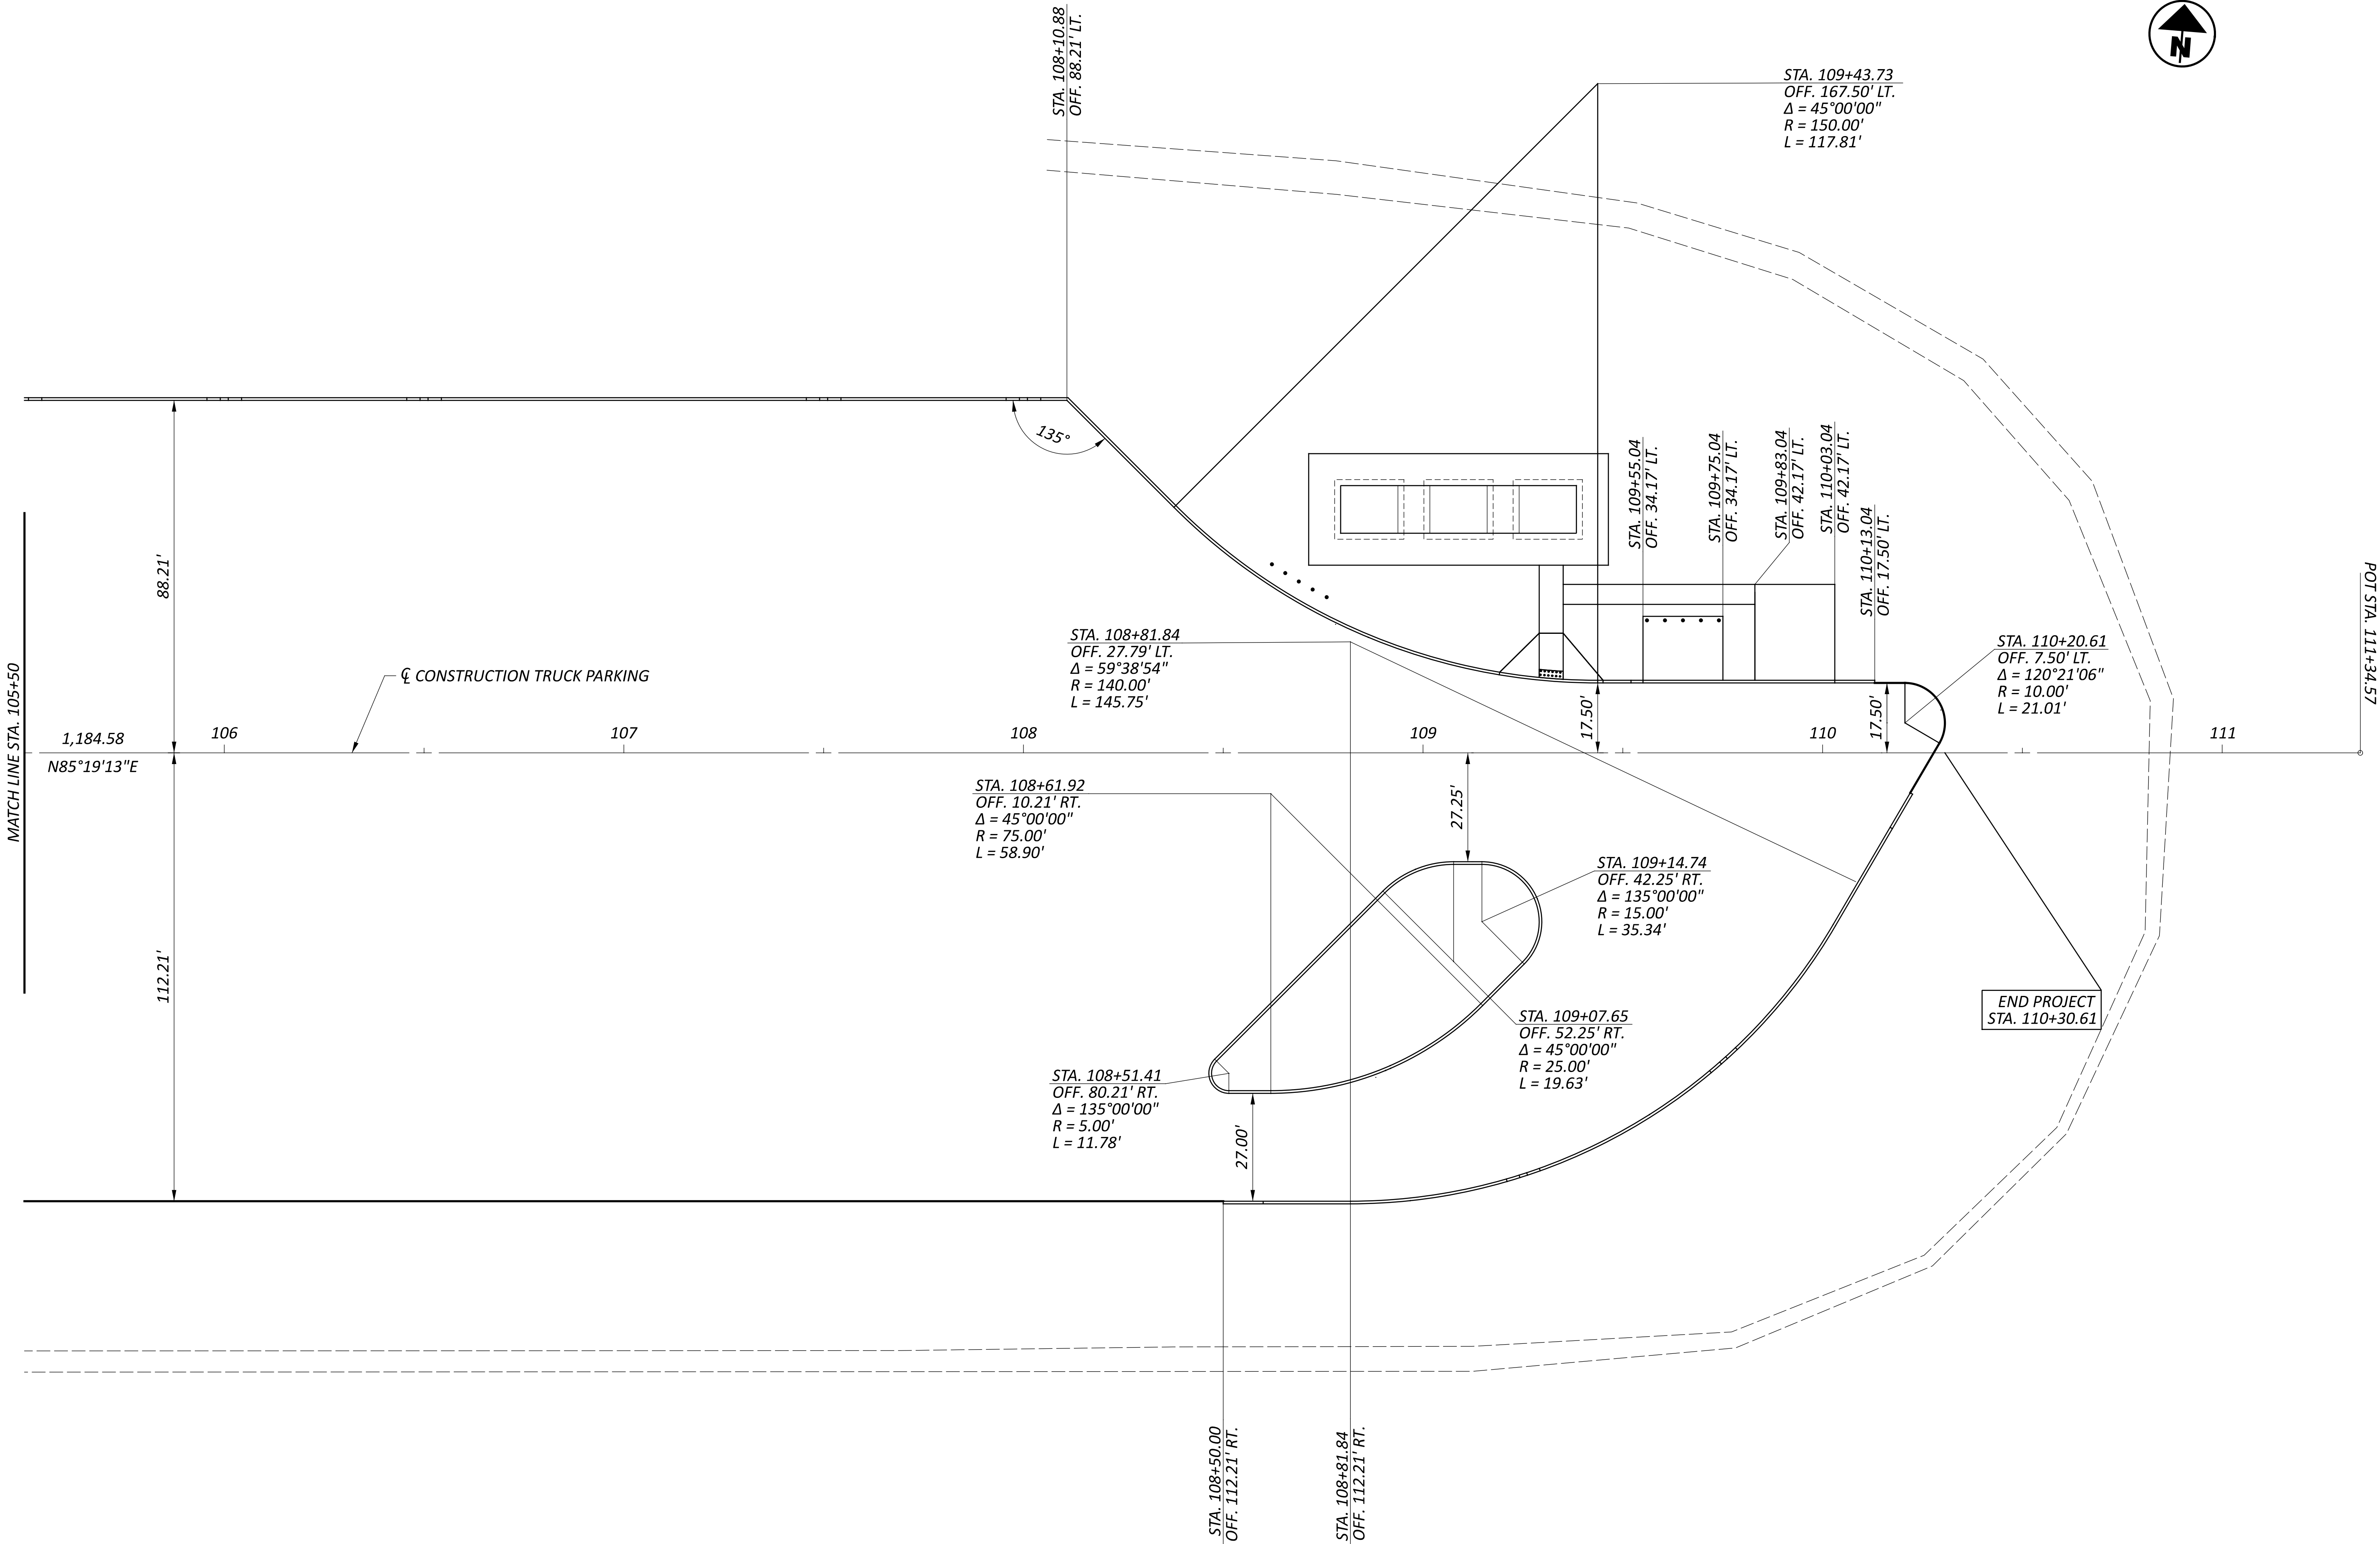 STA. 108+10.88
OFF. 88.21' LT.
N
STA. 109+43.73
OFF. 167.50' LT.
Δ = 45°00'00"
R = 150.00'
L = 117.81'
135°
88.21'
STA. 109+55.04
OFF. 34.17' LT.
STA. 109+75.04
OFF. 34.17' LT.
STA. 109+83.04
OFF. 42.17' LT.
STA. 110+03.04
OFF. 42.17' LT.
STA. 110+13.04
OFF. 17.50' LT.
POT STA. 111+34.57
STA. 108+81.84
OFF. 27.79' LT.
Δ = 59°38'54"
R = 140.00'
L = 145.75'
STA. 110+20.61
OFF. 7.50' LT.
Δ = 120°21'06"
R = 10.00'
L = 21.01'
℄ CONSTRUCTION TRUCK PARKING
MATCH LINE STA. 105+50
17.50'
17.50'
1,184.58
N85°19'13"E
106
107
108
109
110
111
STA. 108+61.92
OFF. 10.21' RT.
Δ = 45°00'00"
R = 75.00'
L = 58.90'
27.25'
STA. 109+14.74
OFF. 42.25' RT.
Δ = 135°00'00"
R = 15.00'
L = 35.34'
112.21'
END PROJECT
STA. 110+30.61
STA. 109+07.65
OFF. 52.25' RT.
Δ = 45°00'00"
R = 25.00'
L = 19.63'
STA. 108+51.41
OFF. 80.21' RT.
Δ = 135°00'00"
R = 5.00'
L = 11.78'
27.00'
STA. 108+50.00
OFF. 112.21' RT.
STA. 108+81.84
OFF. 112.21' RT.